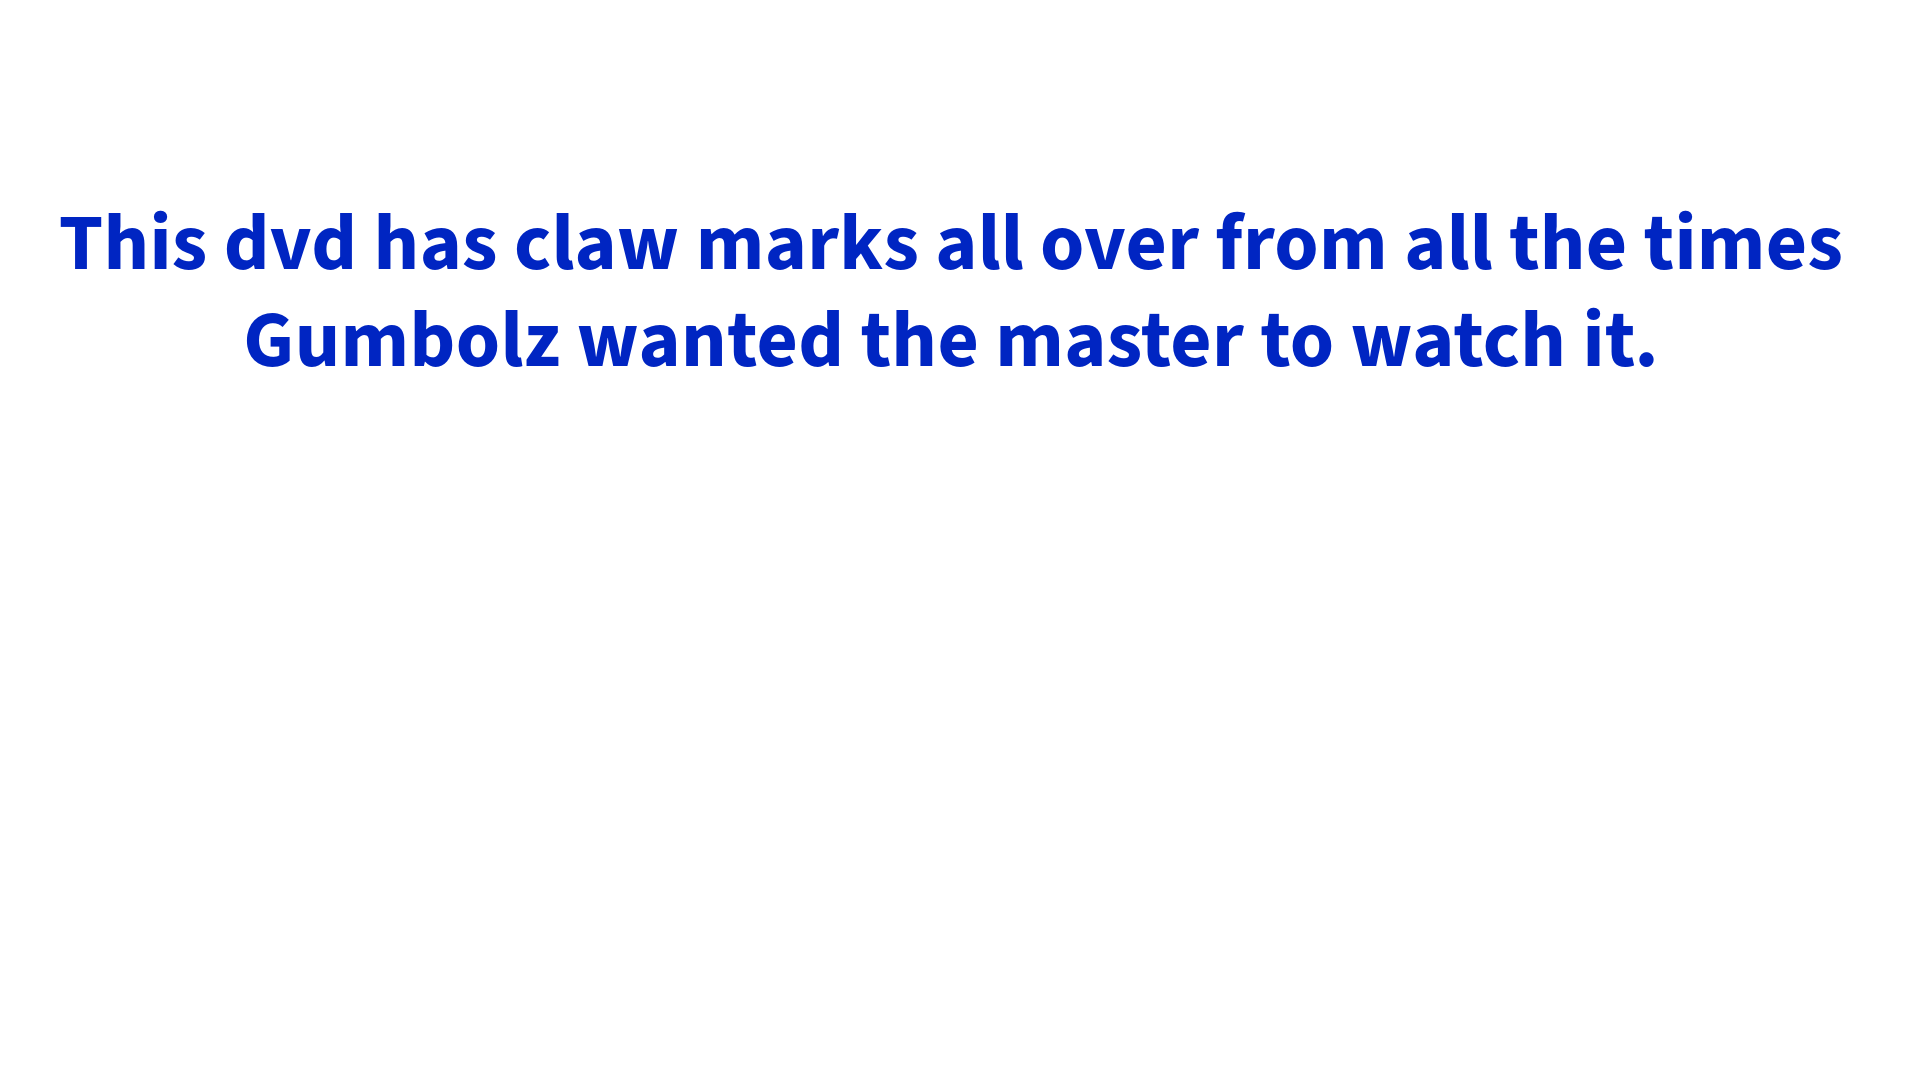 This dvd has claw marks all over from all the times
Gumbolz wanted the master to watch it.